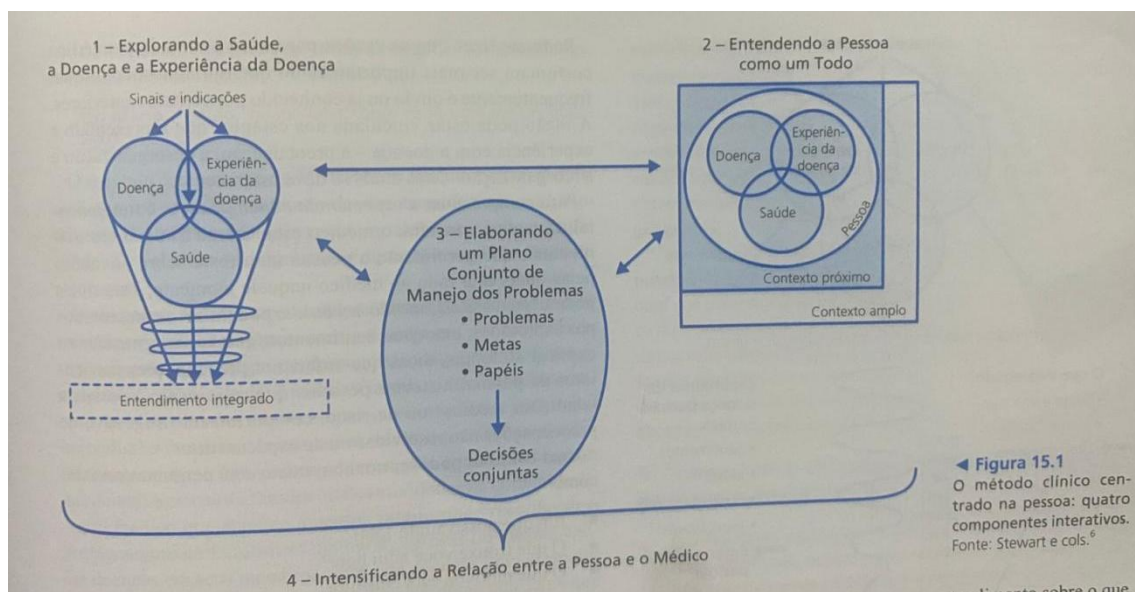 1 – Explorando a Saúde,
a Doença e a Experiência da Doença
Sinais e indicações
Doença
Experiên-
cia da
doença
Saúde
Entendimento integrado
2 – Entendendo a Pessoa
como um Todo
Doença
Experiên-
cia da
doença
Saúde
Pessoa
Contexto próximo
Contexto amplo
3 – Elaborando
um Plano
Conjunto de
Manejo dos Problemas
• Problemas
• Metas
• Papéis
Decisões
conjuntas
4 – Intensificando a Relação entre a Pessoa e o Médico
◄ Figura 15.1
O método clínico cen-
trado na pessoa: quatro
componentes interativos.
Fonte: Stewart e cols.⁶
sobre o que